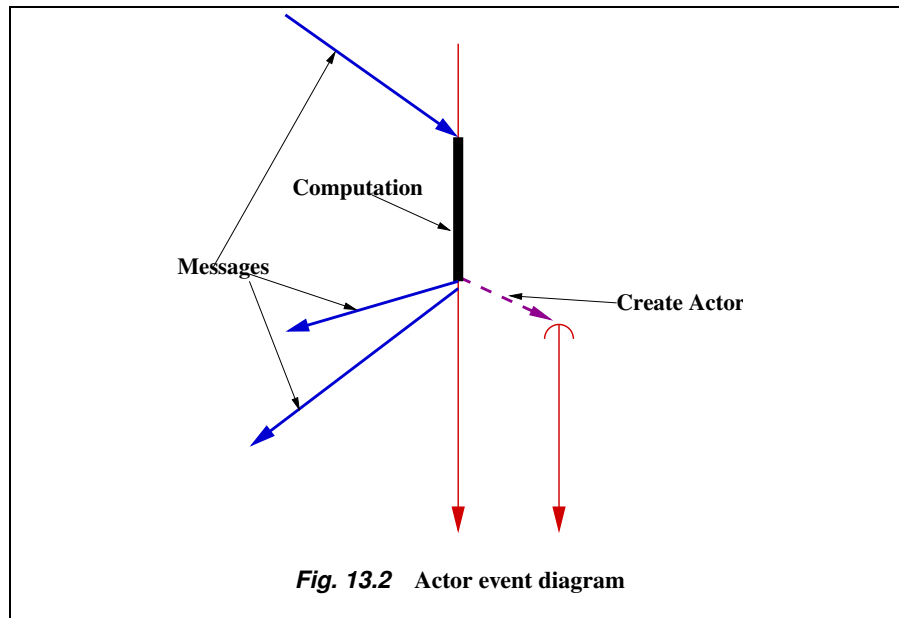 Computation
Messages
Create Actor
Fig. 13.2 Actor event diagram